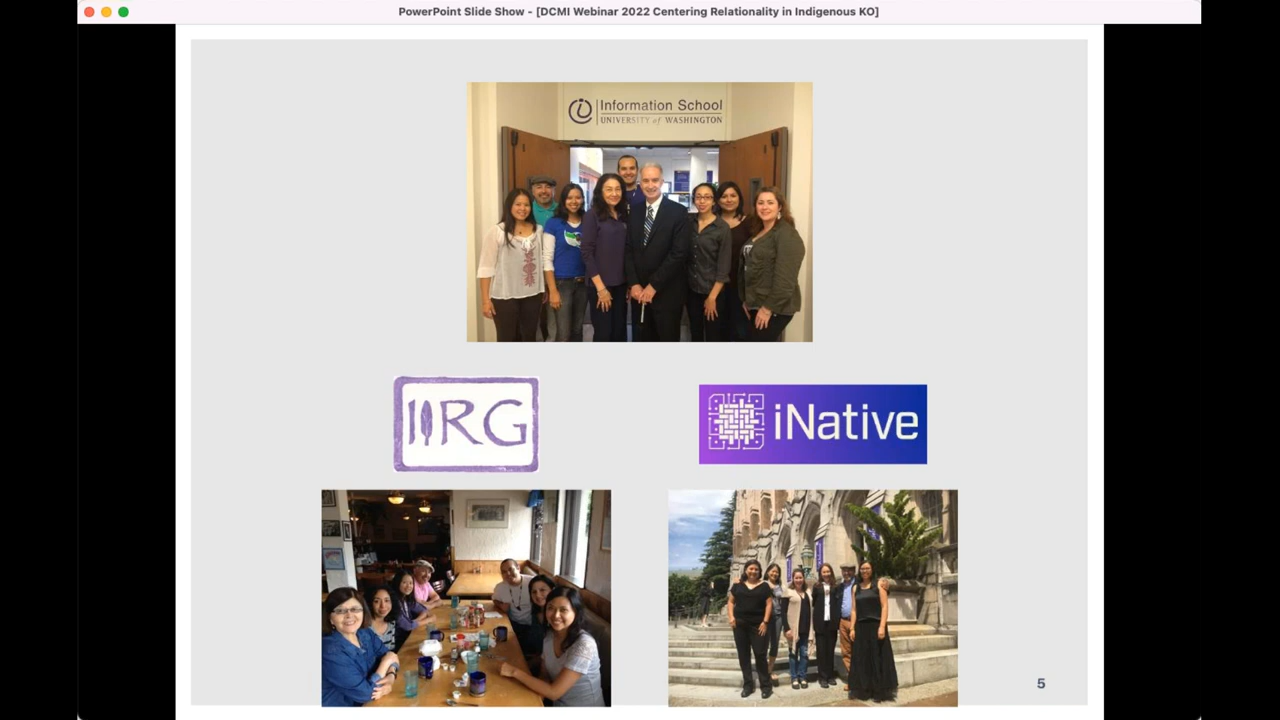 PowerPoint Slide Show - [DCMI Webinar 2022 Centering Relationality in Indigenous KO]
Information School
UNIVERSITY of WASHINGTON
IIRG
iNative
5